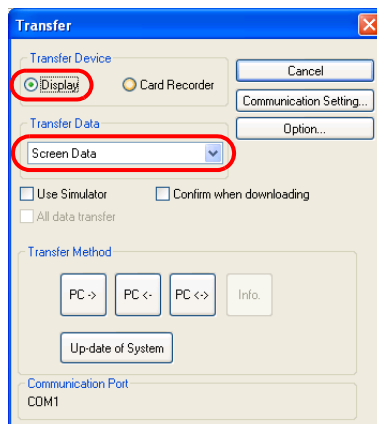 Transfer
Transfer Device
Display
Card Recorder
Cancel
Communication Setting...
Option...
Transfer Data
Screen Data
Use Simulator
Confirm when downloading
All data transfer
Transfer Method
PC ->
PC <-
PC <->
Info.
Up-date of System
Communication Port
COM1